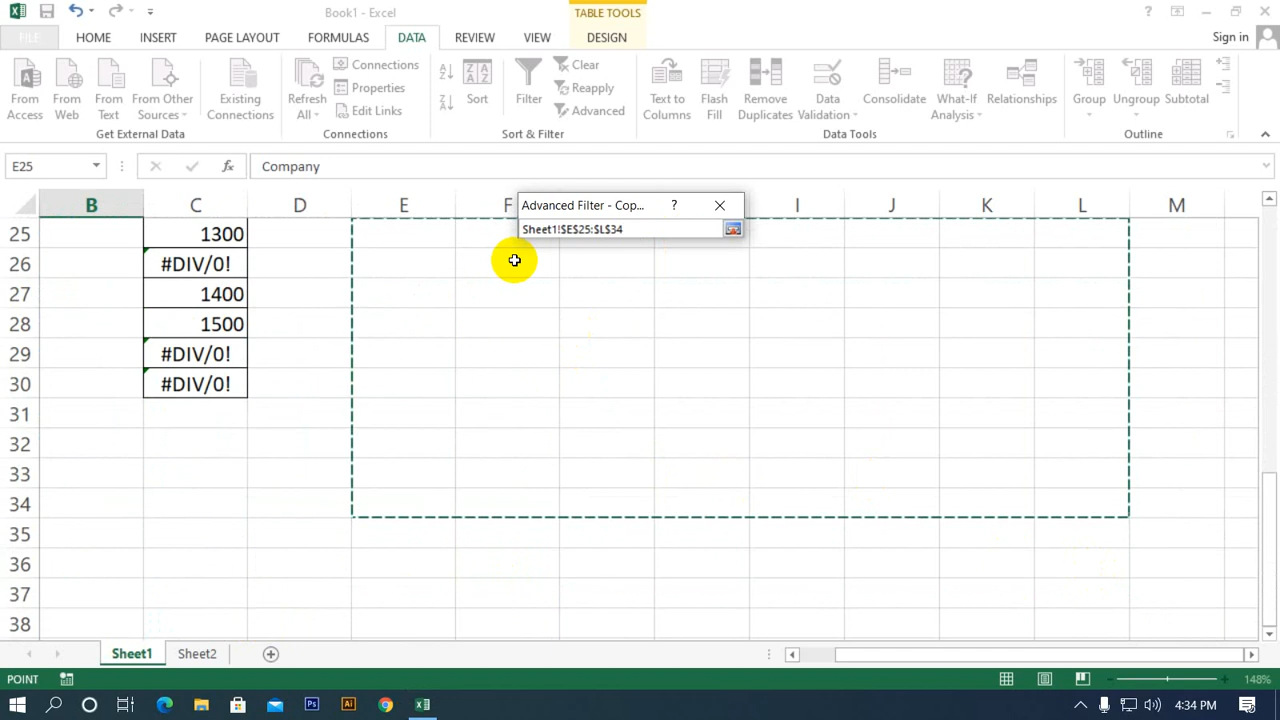 Book1 - Excel
TABLE TOOLS
?
FILE
HOME
INSERT
PAGE LAYOUT
FORMULAS
DATA
REVIEW
VIEW
DESIGN
Sign in
From
Access
From
Web
From
Text
From Other
Sources
Existing
Connections
Get External Data
Refresh
All
Connections
Properties
Edit Links
Connections
Sort
Filter
Clear
Reapply
Advanced
Sort & Filter
Text to
Columns
Flash
Fill
Remove
Duplicates
Data
Validation
Consolidate
What-If
Analysis
Relationships
Data Tools
Group
Ungroup
Subtotal
Outline
E25
fx
Company
Advanced Filter - Cop...
?
Sheet1!$E$25:$L$34
B C D E F I J K L M
25 1300
26 #DIV/0!
27 1400
28 1500
29 #DIV/0!
30 #DIV/0!
31
32
33
34
35
36
37
38
Sheet1
Sheet2
POINT
148%
Ps
Ai
4:34 PM